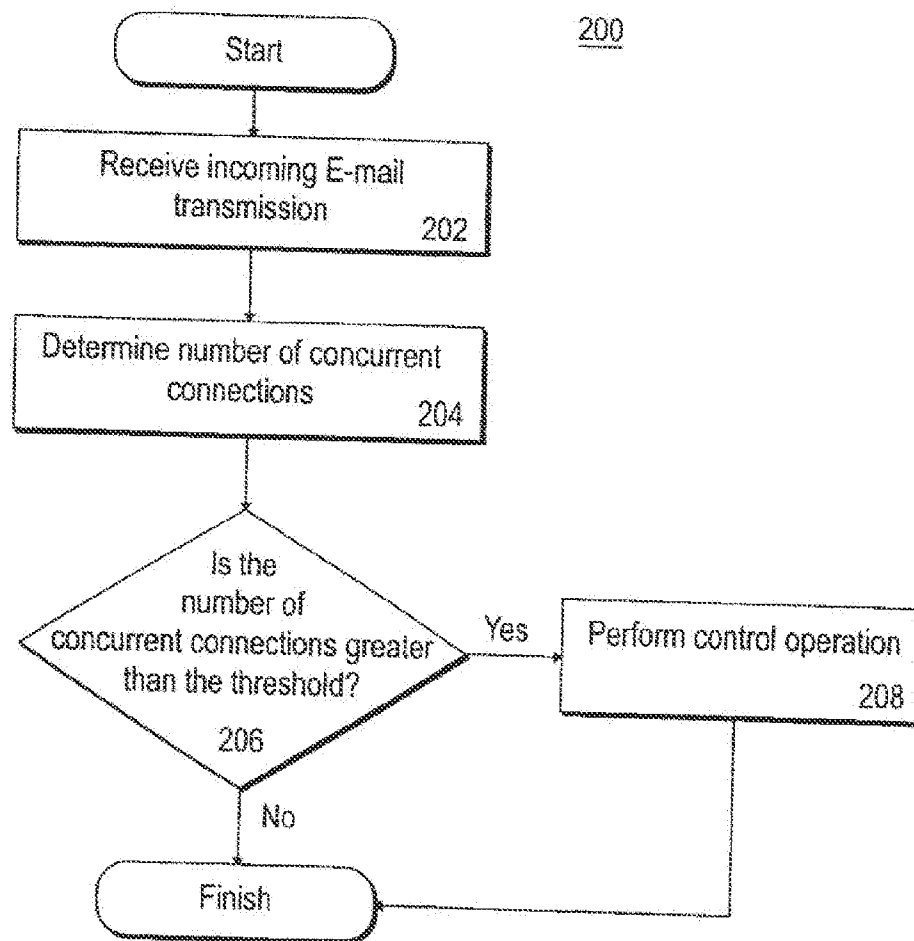 200
Start
Receive incoming E-mail
transmission
202
Determine number of concurrent
connections
204
Is the
number of
concurrent connections greater
than the threshold?
206
Yes
Perform control operation
208
No
Finish